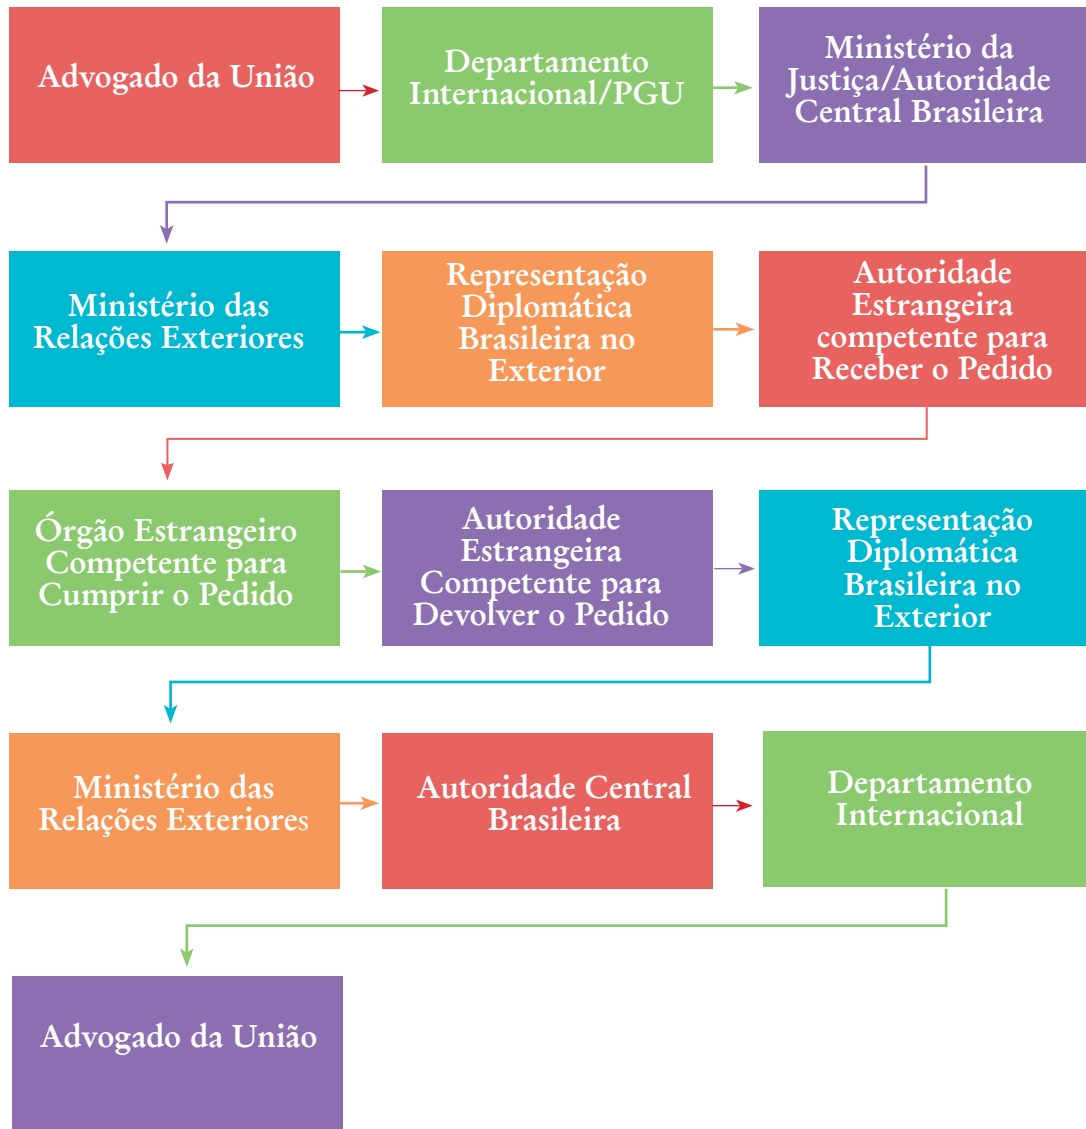 Advogado da União
Departamento
Internacional/PGU
Ministério da
Justiça/Autoridade
Central Brasileira
Ministério das
Relações Exteriores
Representação
Diplomática
Brasileira no
Exterior
Autoridade
Estrangeira
competente para
Receber o Pedido
Órgão Estrangeiro
Competente para
Cumprir o Pedido
Autoridade
Estrangeira
Competente para
Devolver o Pedido
Representação
Diplomática
Brasileira no
Exterior
Ministério das
Relações Exteriores
Autoridade Central
Brasileira
Departamento
Internacional
Advogado da União